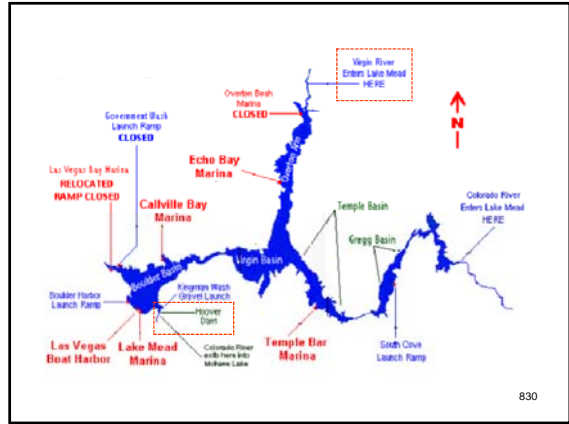 Virgin River
Enters Lake Mead
HERE
Overton Beah
Marina
CLOSED
N
Government Wash
Launch Ramp
CLOSED
Las Vegas Bay Marina
RELOCATED
RAMP CLOSED
Echo Bay
Marina
Overton Arm
Callville Bay
Marina
Temple Basin
Colorado River
Enters Lake Mead
HERE
Gregg Basin
Virgin Basin
Boulder Basin
Kingman Wash
Gravel Launch
Boulder Harbor
Launch Ramp
Hoover
Dam
Las Vegas
Boat Harbor
Lake Mead
Marina
Colorado River
exits here into
Mohave Lake
Temple Bar
Marina
South Cove
Launch Ramp
830